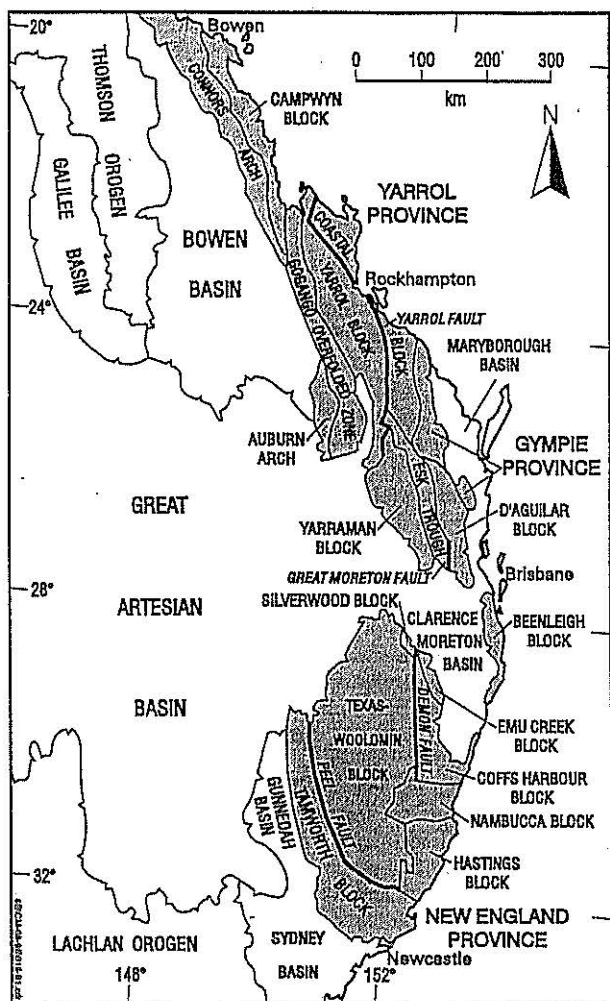 20°
Bowen
0 100 200 300
km
N
THOMSON
OROGEN
GALILEE
BASIN
CONNORS
ARCH
CAMPWYN
BLOCK
BOWEN
BASIN
YARROL
PROVINCE
COASTAL
BLOCK
YARROL BLOCK
Rockhampton
24°
YARROL FAULT
GOGANGO OVERFOLDED ZONE
MARYBOROUGH
BASIN
AUBURN
ARCH
GYMPIE
PROVINCE
GREAT
ARTESIAN
BASIN
ESK TROUGH
YARRAMAN
BLOCK
D'AGUILAR
BLOCK
GREAT MORETON FAULT
Brisbane
28°
SILVERWOOD BLOCK
CLARENCE
MORETON
BASIN
BEENLEIGH
BLOCK
TEXAS-
WOOLOMIN
BLOCK
DEMON FAULT
EMU CREEK
BLOCK
COFFS HARBOUR
BLOCK
PEEL FAULT
TAMWORTH BLOCK
GUNNEDAH
BASIN
NAMBUCCA BLOCK
HASTINGS
BLOCK
32°
NEW ENGLAND
PROVINCE
LACHLAN OROGEN
SYDNEY
BASIN
Newcastle
148° 152°